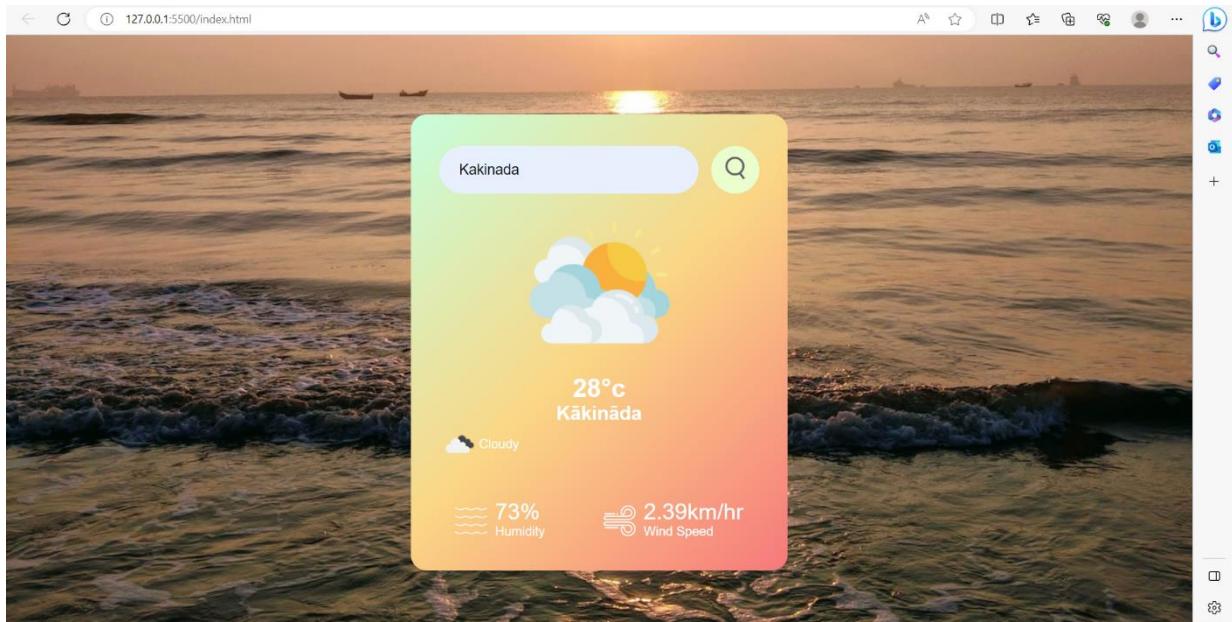 127.0.0.1:5500/index.html
Kakinada
28°c
Kākināda
Cloudy
73%
Humidity
2.39km/hr
Wind Speed